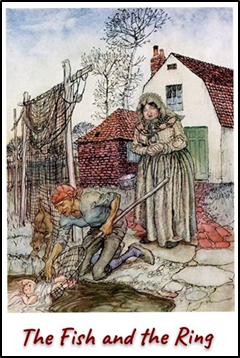 The Fish and the Ring